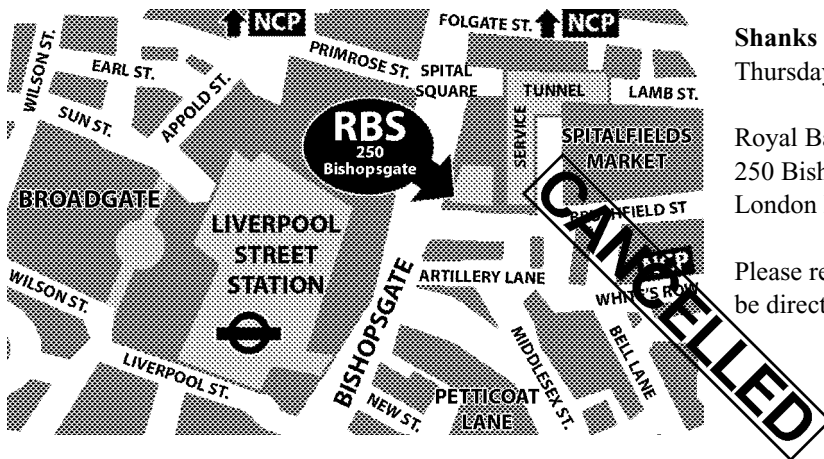 NCP
NCP
FOLGATE ST.
WILSON ST.
EARL ST.
PRIMROSE ST.
SPITAL
SQUARE
APPOLD ST.
SUN ST.
TUNNEL
LAMB ST.
SERVICE
RBS
250
Bishopsgate
SPITALFIELDS
MARKET
BROADGATE
LIVERPOOL
STREET
STATION
FIELD ST
NCP
ARTILLERY LANE
WHITE'S ROW
WILSON ST.
BISHOPSGATE
LIVERPOOL ST.
MIDDLESEX ST.
BELL LANE
NEW ST.
PETTICOAT
LANE
CANCELLED
Shanks
Thursday
Royal Ba
250 Bish
London
Please re
be direct